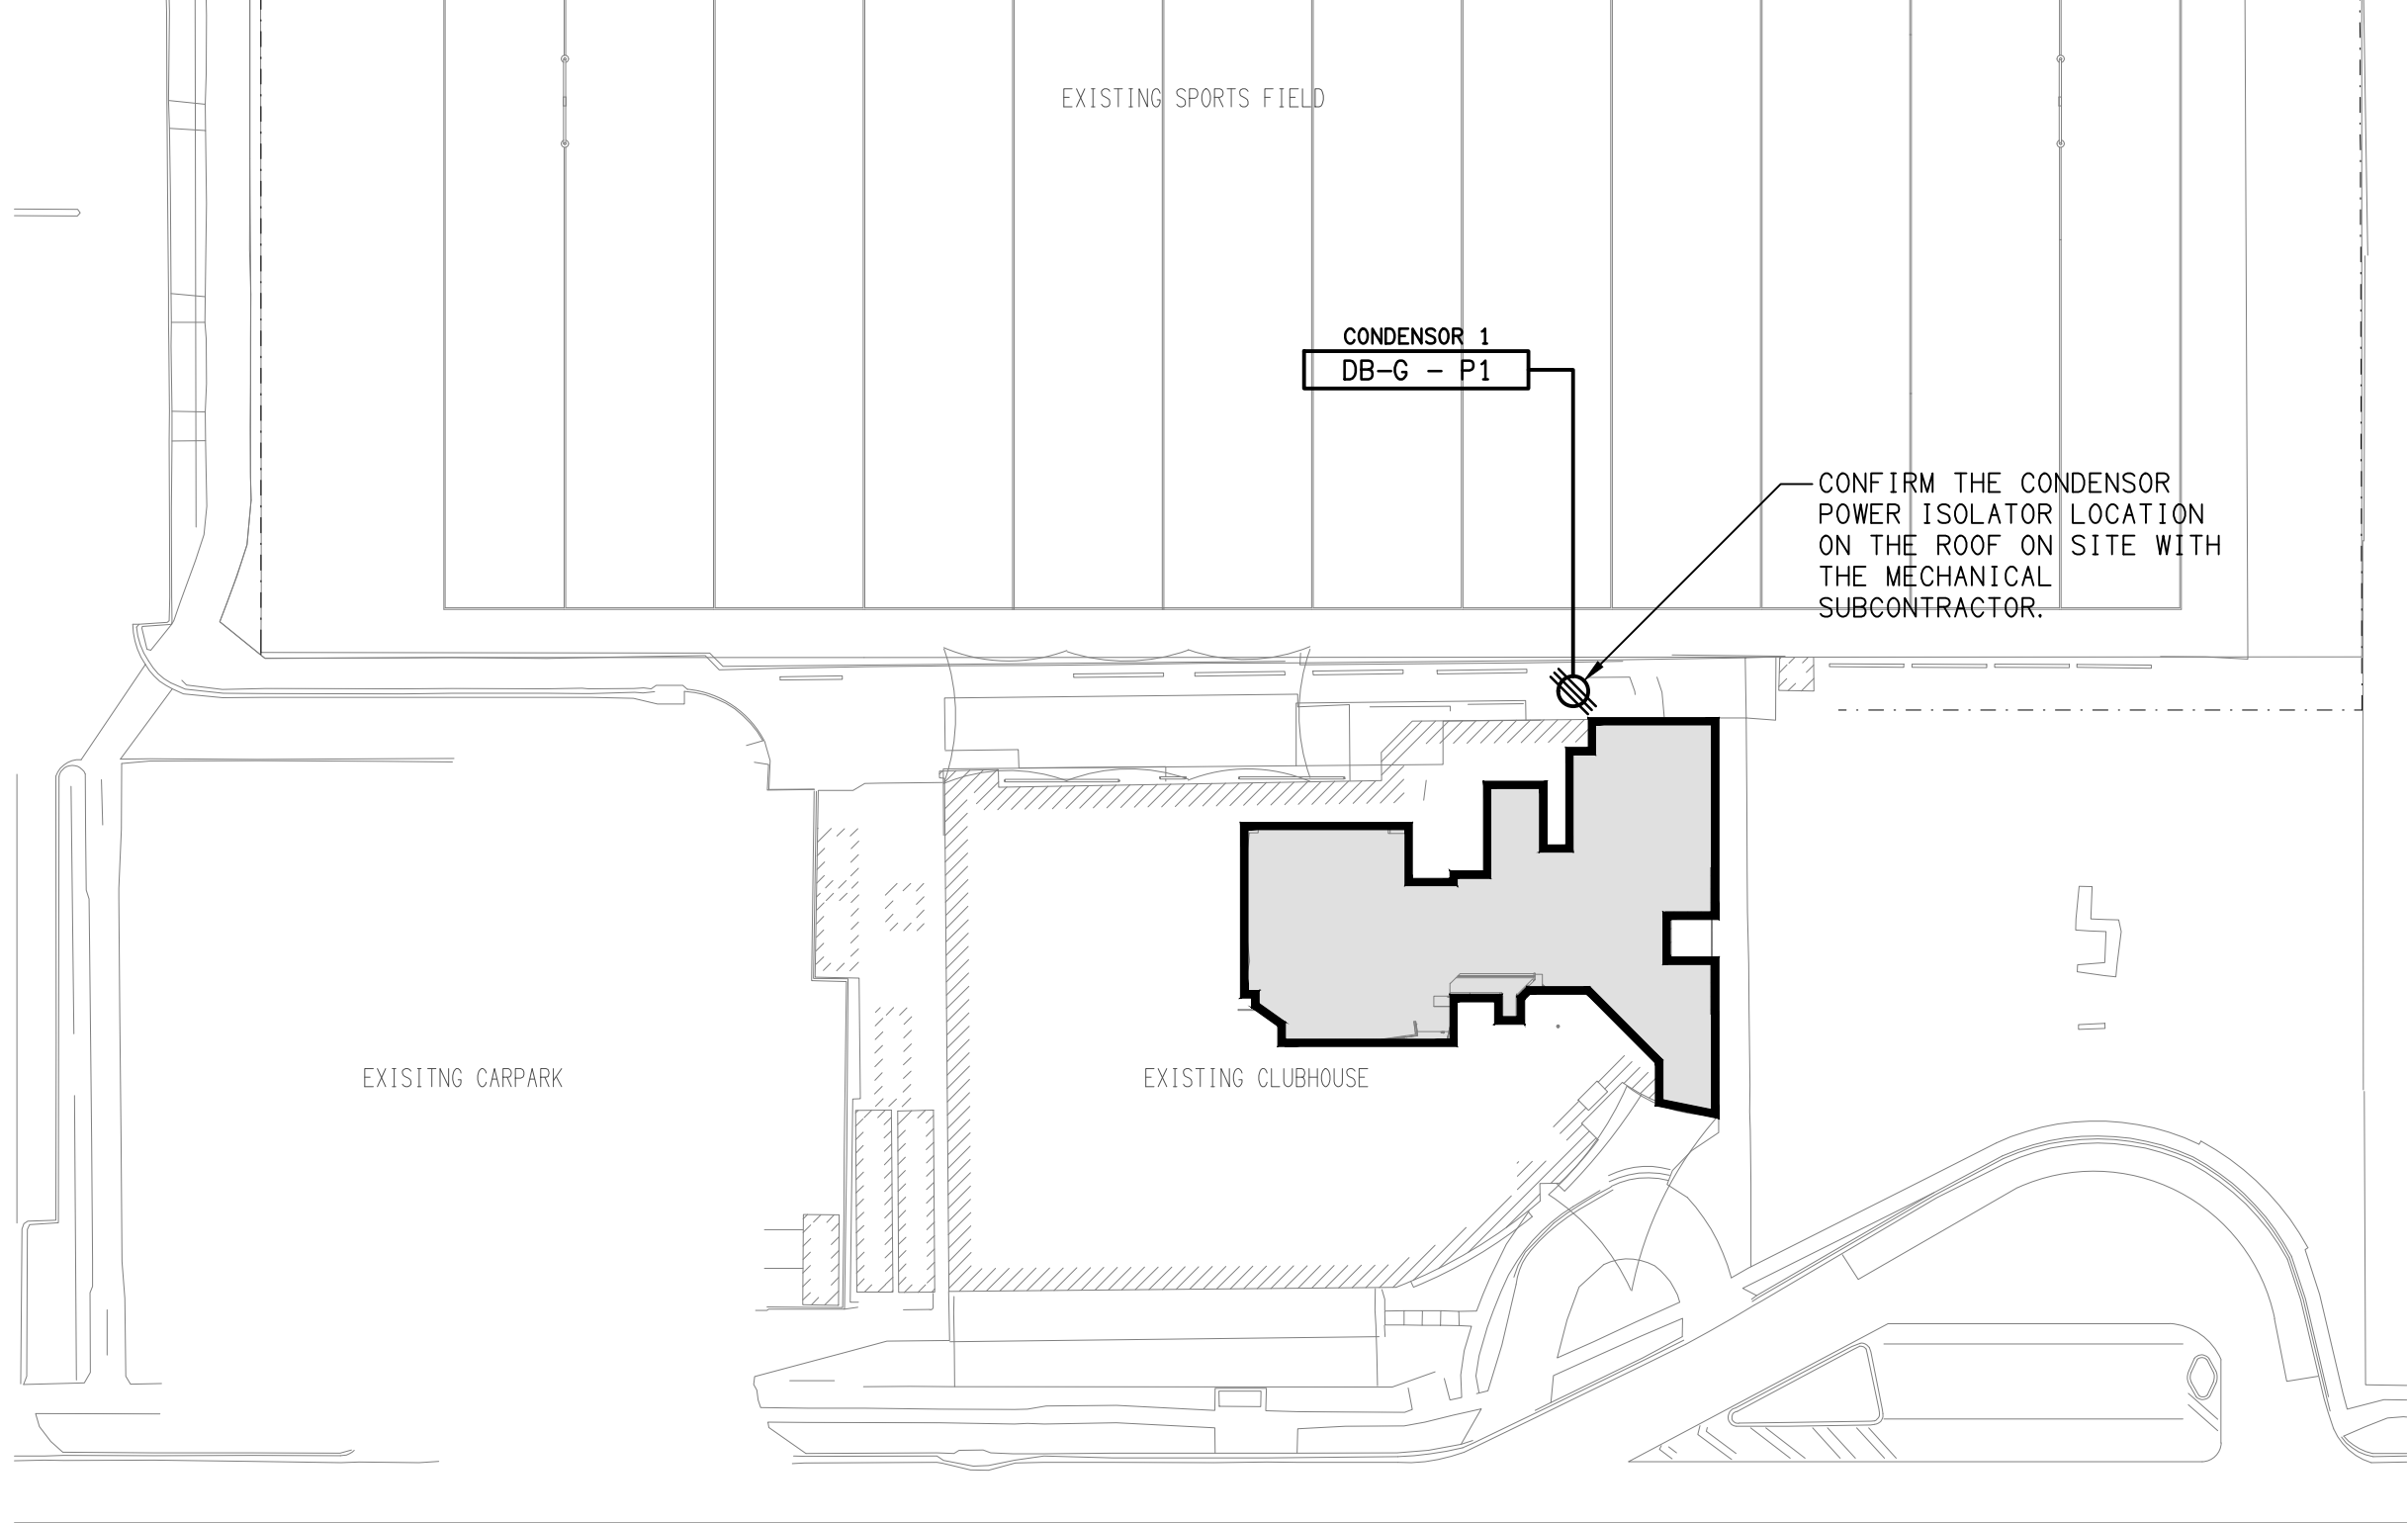 EXISTING SPORTS FIELD
CONDENSOR 1
DB-G - P1
CONFIRM THE CONDENSOR
POWER ISOLATOR LOCATION
ON THE ROOF ON SITE WITH
THE MECHANICAL
SUBCONTRACTOR.
EXISITNG CARPARK
EXISTING CLUBHOUSE